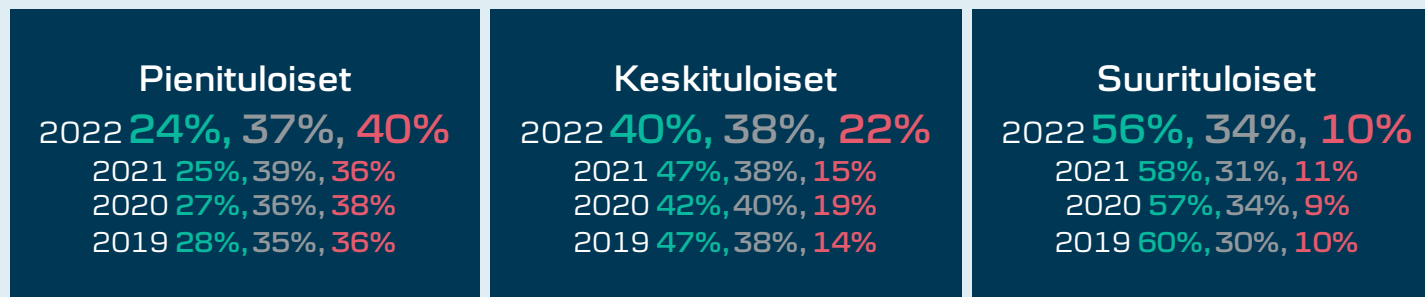 Pienituloiset
2022 24%, 37%, 40%
2021 25%, 39%, 36%
2020 27%, 36%, 38%
2019 28%, 35%, 36%
Keskituloiset
2022 40%, 38%, 22%
2021 47%, 38%, 15%
2020 42%, 40%, 19%
2019 47%, 38%, 14%
Suurituloiset
2022 56%, 34%, 10%
2021 58%, 31%, 11%
2020 57%, 34%, 9%
2019 60%, 30%, 10%